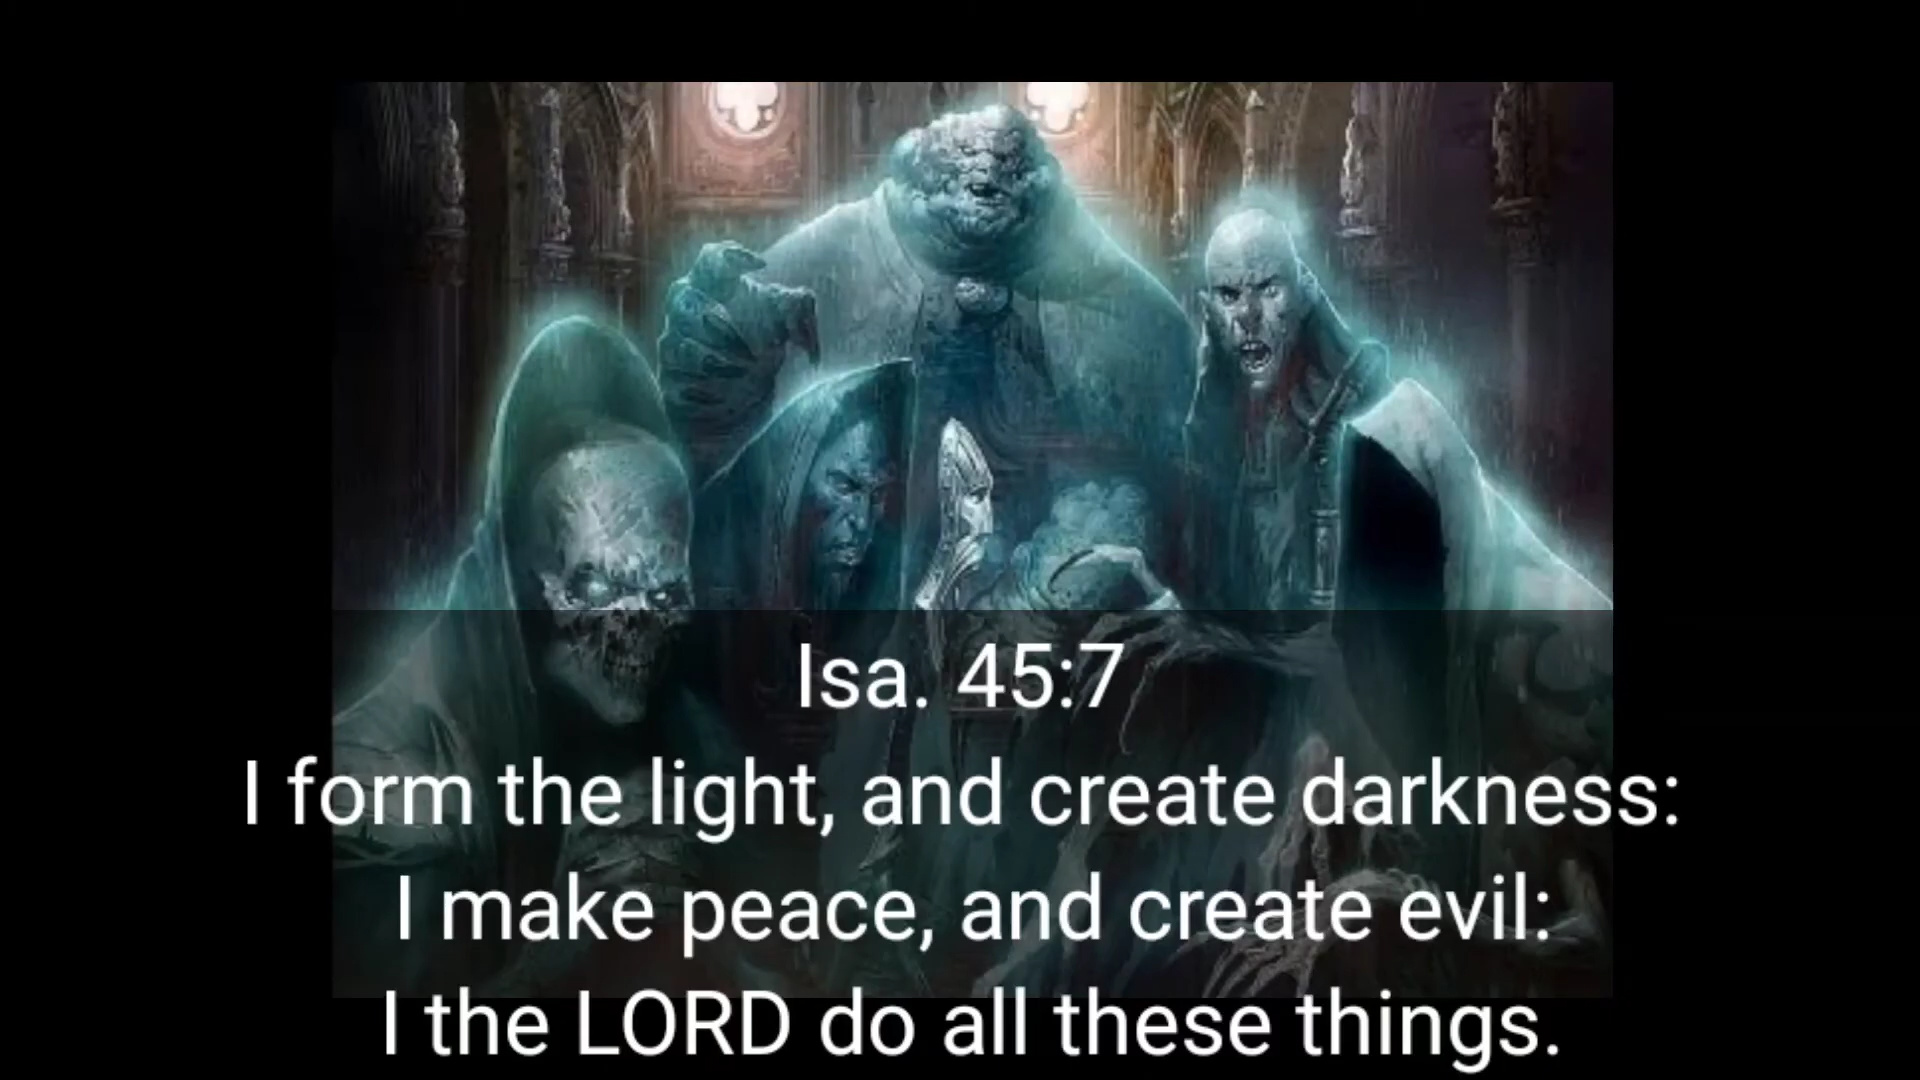 Isa. 45:7
I form the light, and create darkness:
I make peace, and create evil:
I the LORD do all these things.